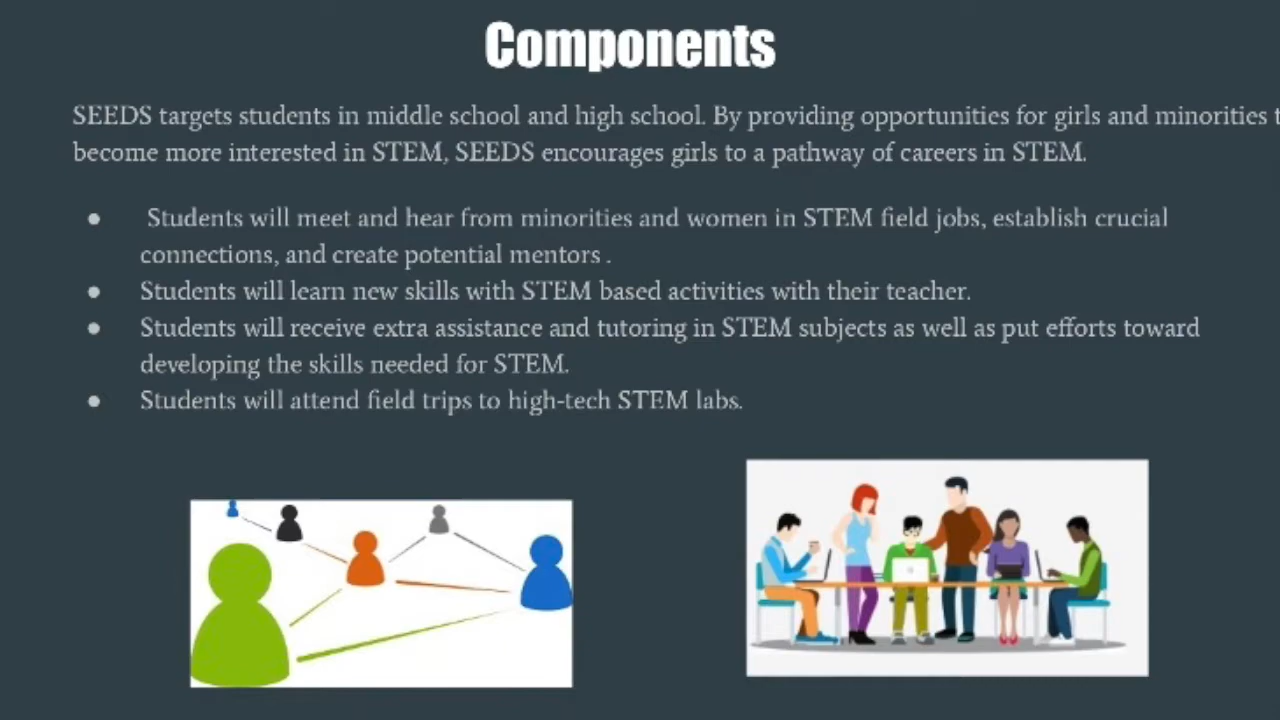 Components
SEEDS targets students in middle school and high school. By providing opportunities for girls and minorities
become more interested in STEM, SEEDS encourages girls to a pathway of careers in STEM.
● Students will meet and hear from minorities and women in STEM field jobs, establish crucial
connections, and create potential mentors .
● Students will learn new skills with STEM based activities with their teacher.
● Students will receive extra assistance and tutoring in STEM subjects as well as put efforts toward
developing the skills needed for STEM.
● Students will attend field trips to high-tech STEM labs.